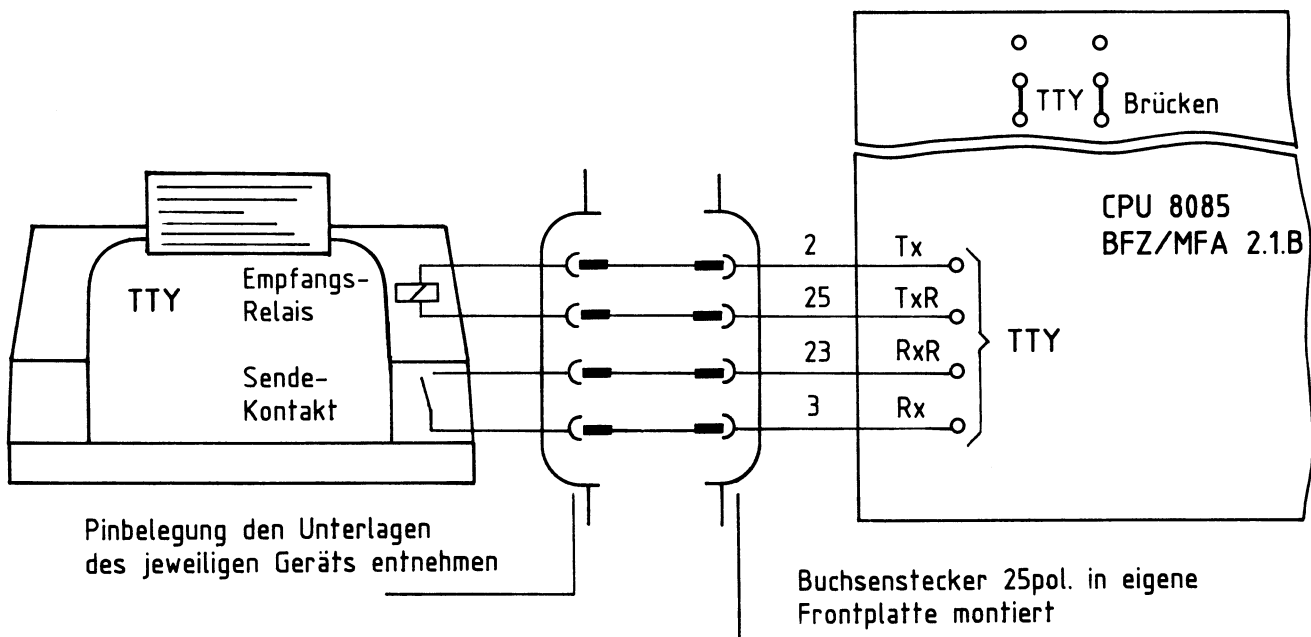 TTY Brücken
CPU 8085
BFZ/MFA 2.1.B
TTY
Empfangs-
Relais
Sende-
Kontakt
2 Tx
25 TxR
23 RxR
3 Rx
TTY
Pinbelegung den Unterlagen
des jeweiligen Geräts entnehmen
Buchsenstecker 25pol. in eigene
Frontplatte montiert